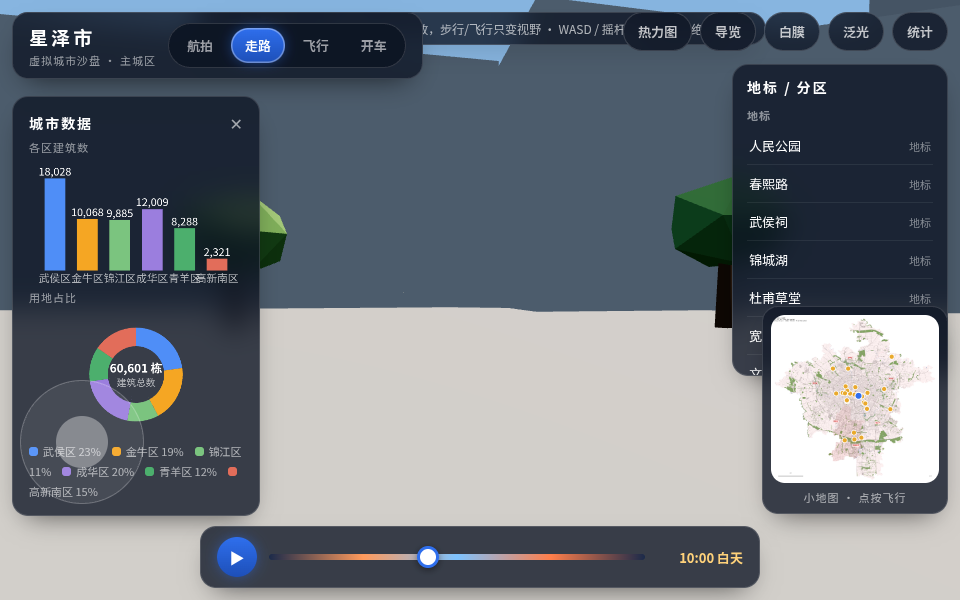 星泽市
虚拟城市沙盘 · 主城区
航拍
走路
飞行
开车
步行/飞行只变视野 · WASD / 摇杆
热力图
导览
白膜
泛光
统计
城市数据
×
各区建筑数
18,028
10,068
9,885
12,009
8,288
2,321
武侯区
金牛区
锦江区
成华区
青羊区
高新南区
用地占比
60,601 栋
建筑总数
武侯区 23% 金牛区 19% 锦江区
11% 成华区 20% 青羊区 12%
高新南区 15%
地标 / 分区
地标
人民公园 地标
春熙路 地标
武侯祠 地标
锦城湖 地标
杜甫草堂 地标
宽
小地图 · 点按飞行
10:00 白天